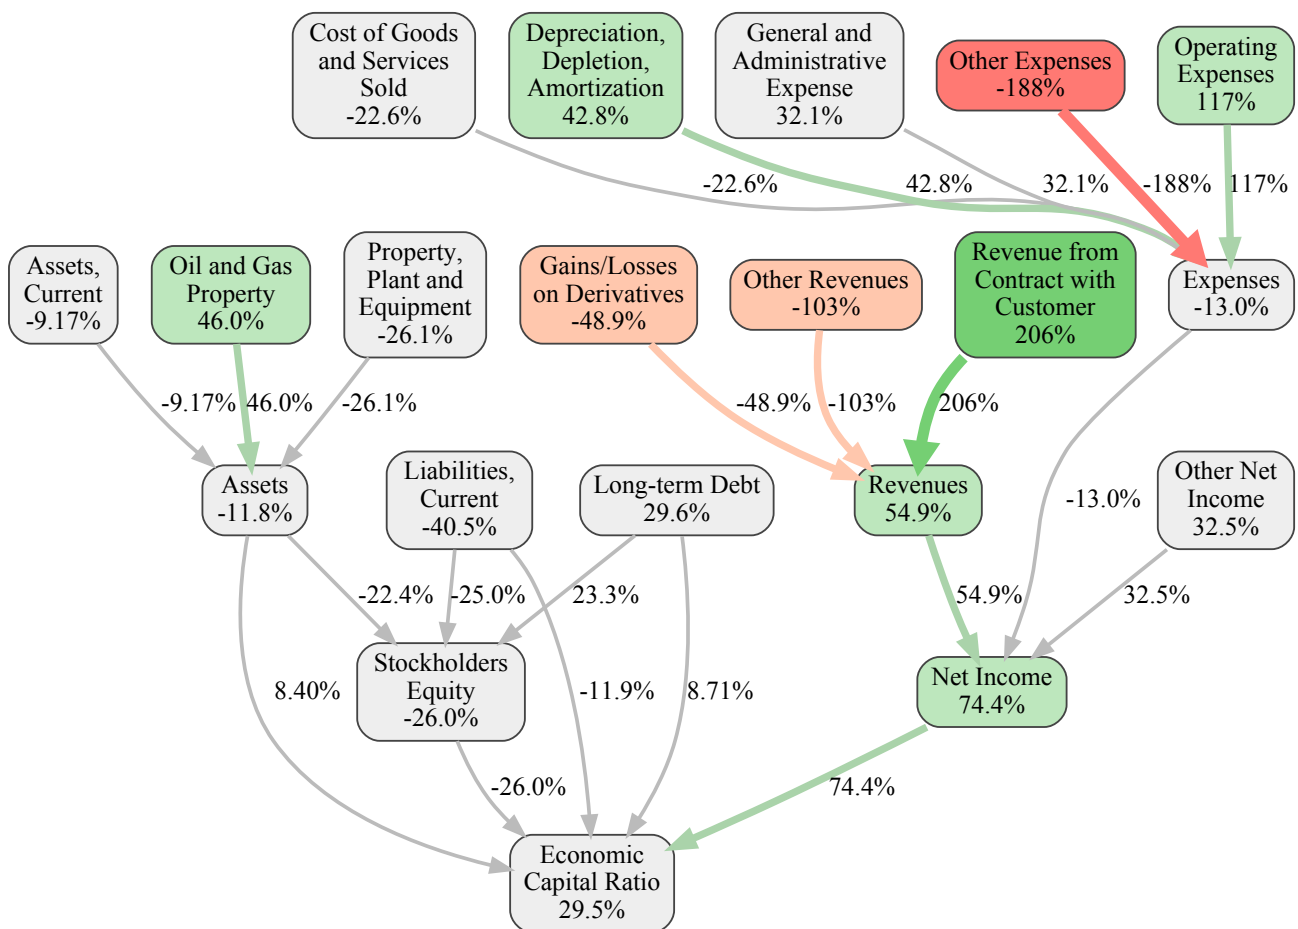 Cost of Goods
and Services
Sold
-22.6%
Depreciation,
Depletion,
Amortization
42.8%
General and
Administrative
Expense
32.1%
Other Expenses
-188%
Operating
Expenses
117%
-22.6%
42.8%
32.1%
-188%
117%
Assets,
Current
-9.17%
Oil and Gas
Property
46.0%
Property,
Plant and
Equipment
-26.1%
Gains/Losses
on Derivatives
-48.9%
Other Revenues
-103%
Revenue from
Contract with
Customer
206%
Expenses
-13.0%
-9.17%
46.0%
-26.1%
-48.9%
-103%
206%
Assets
-11.8%
Liabilities,
Current
-40.5%
Long-term Debt
29.6%
Revenues
54.9%
-13.0%
Other Net
Income
32.5%
-22.4%
-25.0%
23.3%
54.9%
32.5%
8.40%
Stockholders
Equity
-26.0%
-11.9%
8.71%
Net Income
74.4%
-26.0%
74.4%
Economic
Capital Ratio
29.5%